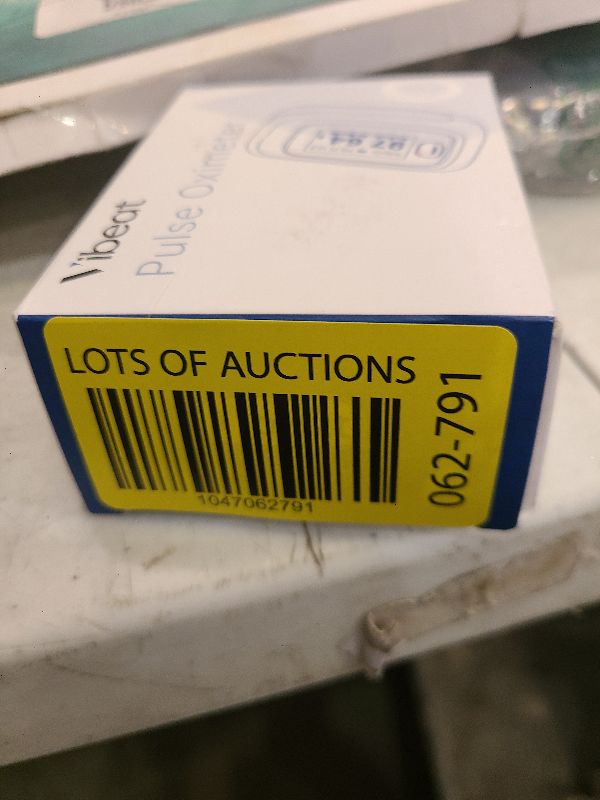 Vibeat
Pulse Oximeter
LOTS OF AUCTIONS
1047062791
062-791